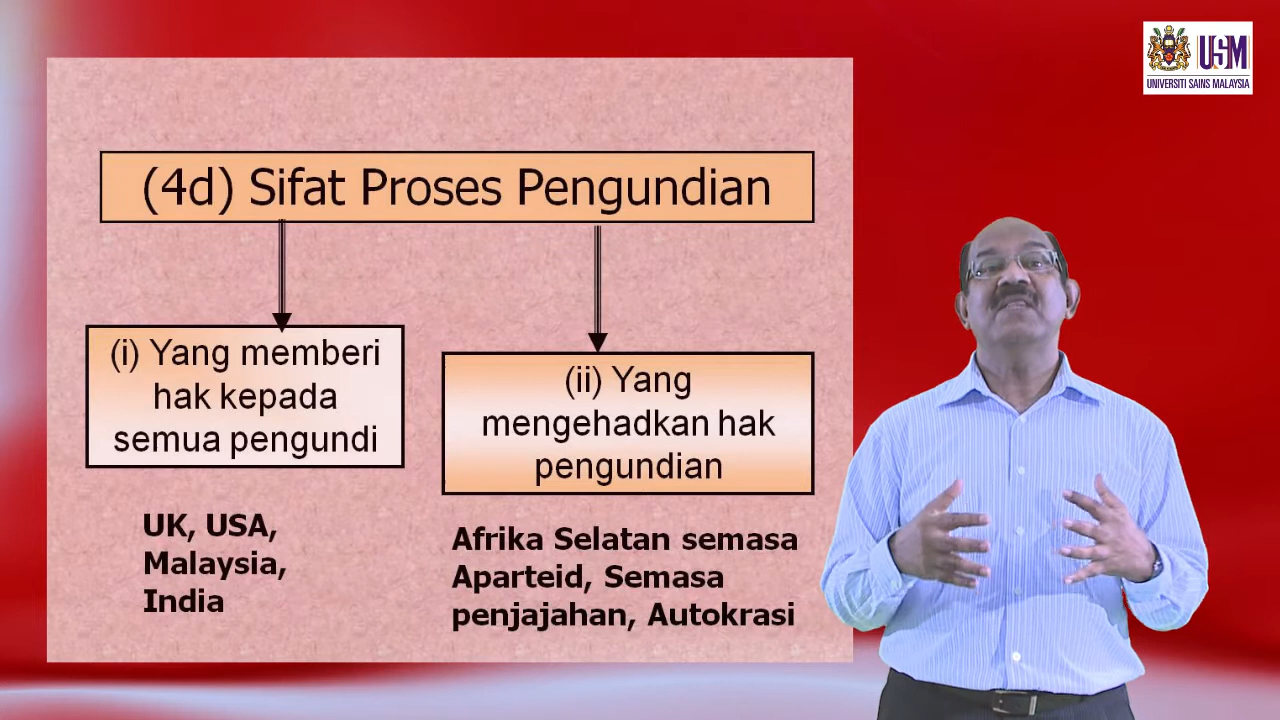 USM
UNIVERSITI SAINS MALAYSIA
(4d) Sifat Proses Pengundian
(i) Yang memberi
hak kepada
semua pengundi
(ii) Yang
mengehadkan hak
pengundian
UK, USA,
Malaysia,
India
Afrika Selatan semasa
Aparteid, Semasa
penjajahan, Autokrasi